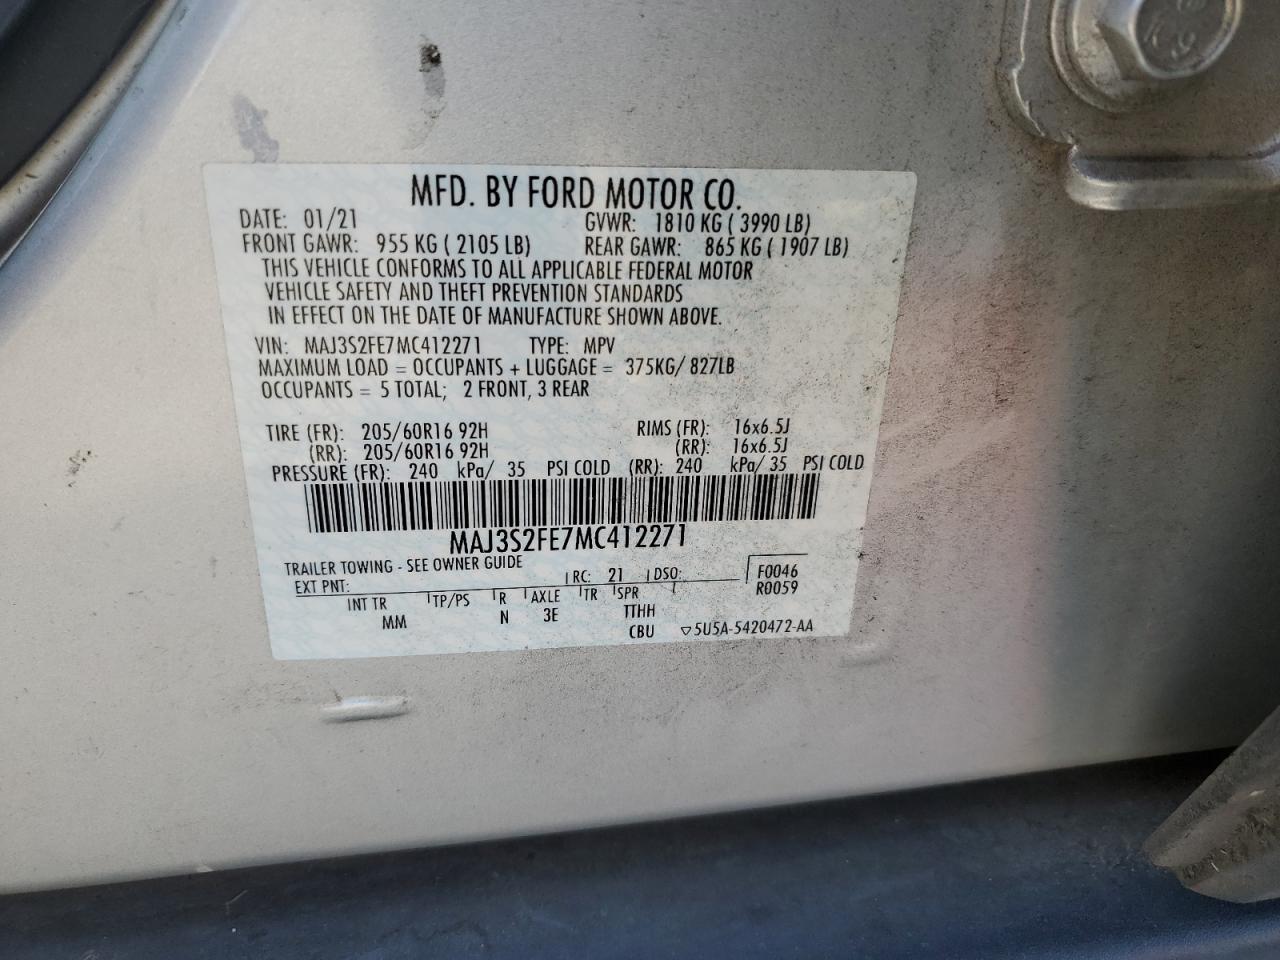 MFD. BY FORD MOTOR CO.
DATE: 01/21 GVWR: 1810 KG ( 3990 LB)
FRONT GAWR: 955 KG ( 2105 LB) REAR GAWR: 865 KG ( 1907 LB)
THIS VEHICLE CONFORMS TO ALL APPLICABLE FEDERAL MOTOR
VEHICLE SAFETY AND THEFT PREVENTION STANDARDS
IN EFFECT ON THE DATE OF MANUFACTURE SHOWN ABOVE.
VIN: MAJ3S2FE7MC412271 TYPE: MPV
MAXIMUM LOAD = OCCUPANTS + LUGGAGE = 375KG/ 827LB
OCCUPANTS = 5 TOTAL; 2 FRONT, 3 REAR
TIRE (FR): 205/60R16 92H RIMS (FR): 16x6.5J
(RR): 205/60R16 92H (RR): 16x6.5J
PRESSURE (FR): 240 kPa/ 35 PSI COLD (RR): 240 kPa/ 35 PSI COLD
MAJ3S2FE7MC412271
TRAILER TOWING - SEE OWNER GUIDE
EXT PNT: RC: 21 DSO: F0046
R0059
INT TR TP/PS R AXLE TR SPR
MM N 3E TTHH
CBU 5U5A-5420472-AA